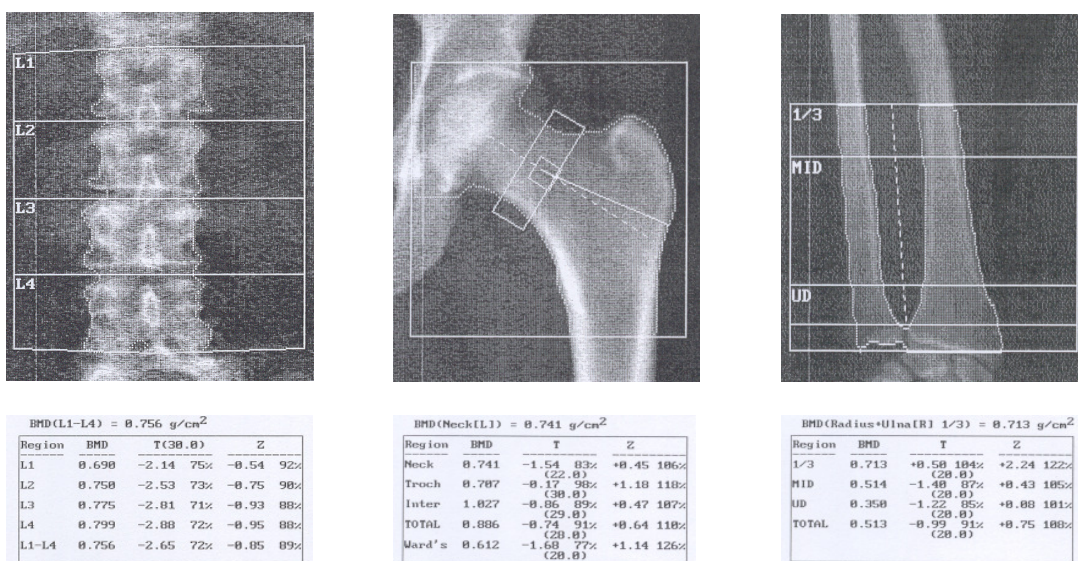 L1
L2
L3
L4
1/3
MID
UD
BMD(L1-L4) = 0.756 g/cm2
Region BMD T(30.0) Z
L1 0.690 -2.14 75% -0.54 92%
L2 0.750 -2.53 73% -0.75 90%
L3 0.775 -2.81 71% -0.93 88%
L4 0.799 -2.88 72% -0.95 88%
L1-L4 0.756 -2.65 72% -0.85 89%
BMD(Neck[L]) = 0.741 g/cm2
Region BMD T Z
Neck 0.741 -1.54 83% +0.45 106%
(22.0)
Troch 0.707 -0.17 98% +1.18 118%
(30.0)
Inter 1.027 -0.86 89% +0.47 107%
(29.0)
TOTAL 0.886 -0.74 91% +0.64 110%
(28.0)
Ward's 0.612 -1.68 77% +1.14 126%
(20.0)
BMD(Radius+Ulna[R] 1/3) = 0.713 g/cm2
Region BMD T Z
1/3 0.713 +0.50 104% +2.24 122%
(20.0)
MID 0.514 -1.40 87% +0.43 105%
(20.0)
UD 0.350 -1.22 85% +0.08 101%
(20.0)
TOTAL 0.513 -0.99 91% +0.75 108%
(20.0)